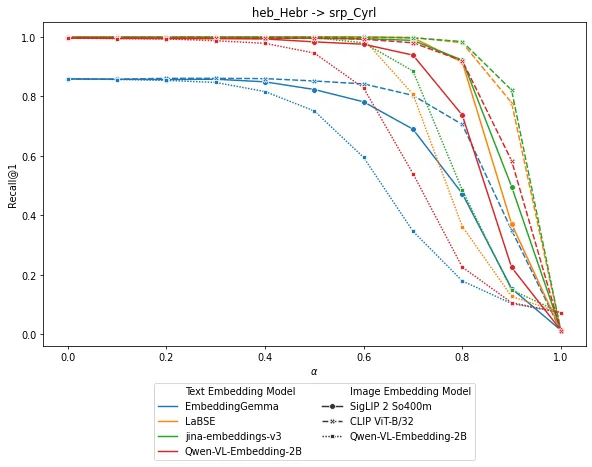 heb_Hebr -> srp_Cyrl
1.0
0.8
0.6
0.4
0.2
0.0
Recall@1
0.0 0.2 0.4 0.6 0.8 1.0
α
Text Embedding Model
EmbeddingGemma
LaBSE
jina-embeddings-v3
Qwen-VL-Embedding-2B
Image Embedding Model
SigLIP 2 So400m
CLIP ViT-B/32
Qwen-VL-Embedding-2B